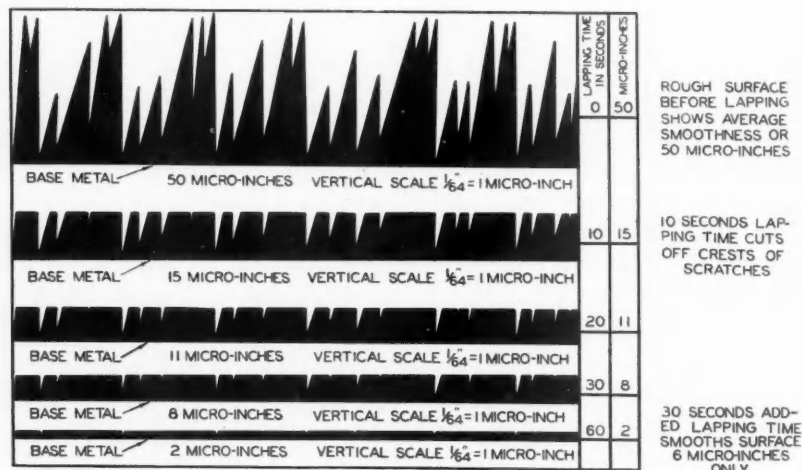 LAPPING TIME
IN SECONDS
MICRO-INCHES
0 50
ROUGH SURFACE
BEFORE LAPPING
SHOWS AVERAGE
SMOOTHNESS OR
50 MICRO-INCHES
BASE METAL 50 MICRO-INCHES VERTICAL SCALE 1/64" = 1 MICRO-INCH
10 15
10 SECONDS LAP-
PING TIME CUTS
OFF CRESTS OF
SCRATCHES
BASE METAL 15 MICRO-INCHES VERTICAL SCALE 1/64" = 1 MICRO-INCH
20 11
BASE METAL 11 MICRO-INCHES VERTICAL SCALE 1/64" = 1 MICRO-INCH
30 8
BASE METAL 8 MICRO-INCHES VERTICAL SCALE 1/64" = 1 MICRO-INCH
60 2
BASE METAL 2 MICRO-INCHES VERTICAL SCALE 1/64" = 1 MICRO-INCH
30 SECONDS ADD-
ED LAPPING TIME
SMOOTHS SURFACE
6 MICRO-INCHES
ONLY